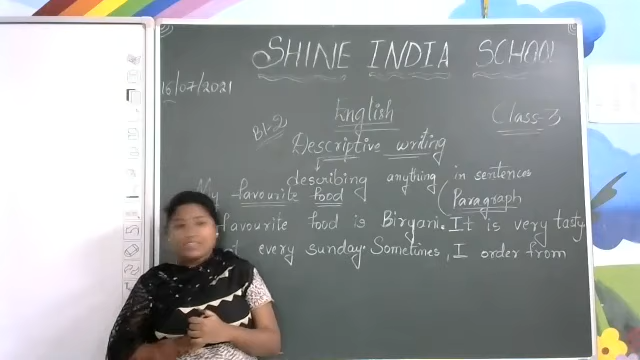 SHINE INDIA SCHOOL
16/07/2021
English
Class-3
Bk-2
Descriptive writing
describing anything in sentences
My favourite food
(Paragraph
favourite food is Biryani. It is very tasty
every sunday. Sometimes, I order from